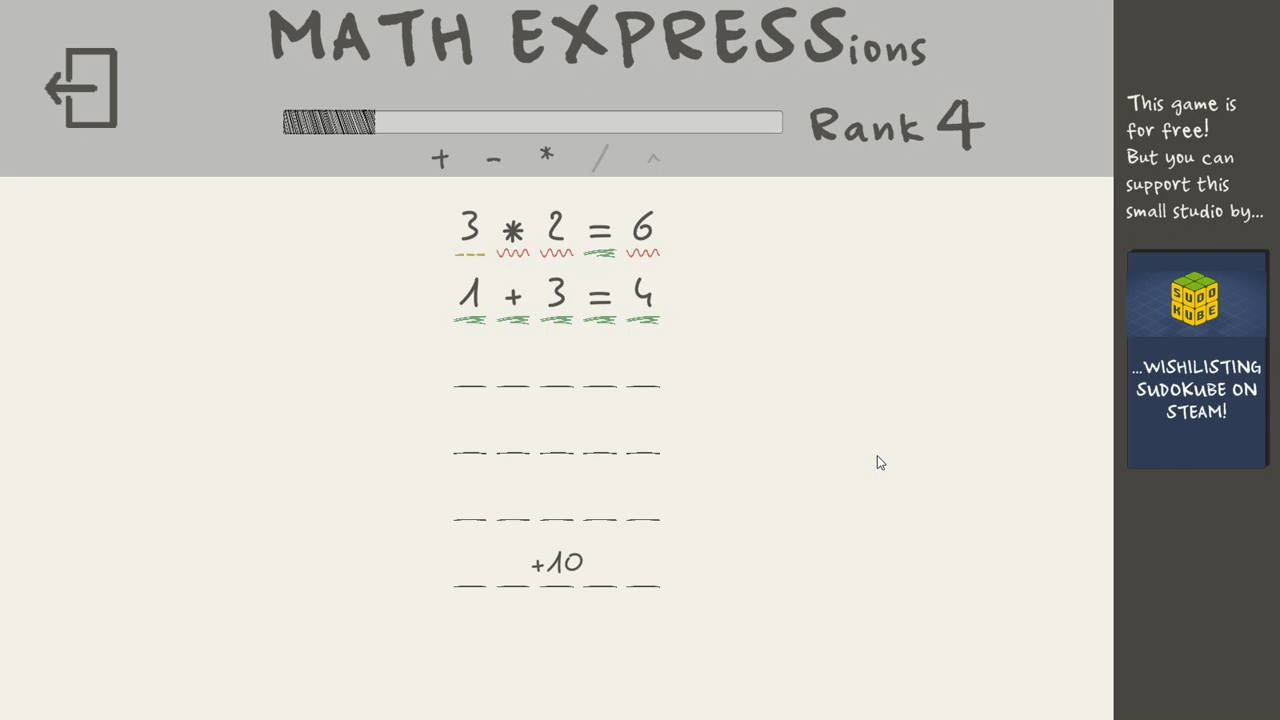 MATH EXPRESSions
Rank 4
+ - * / ^
3 * 2 = 6
1 + 3 = 4
+10
This game is
for free!
But you can
support this
small studio by...
SUDO
KUBE
...WISHILISTING
SUDOKUBE ON
STEAM!